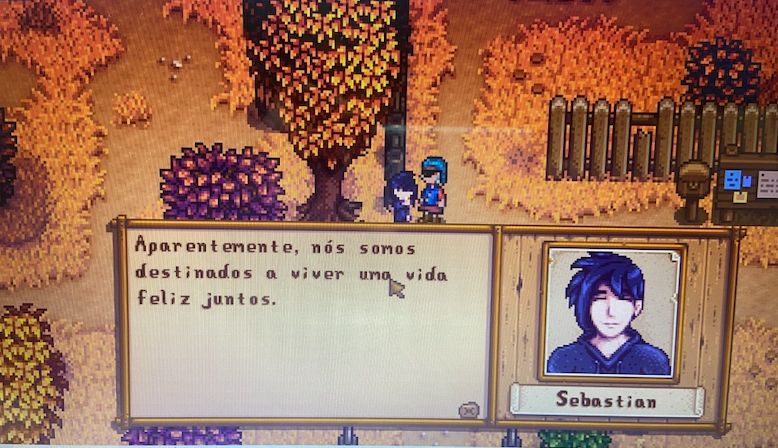 Aparentemente, nós somos
destinados a viver uma vida
feliz juntos.
Sebastian